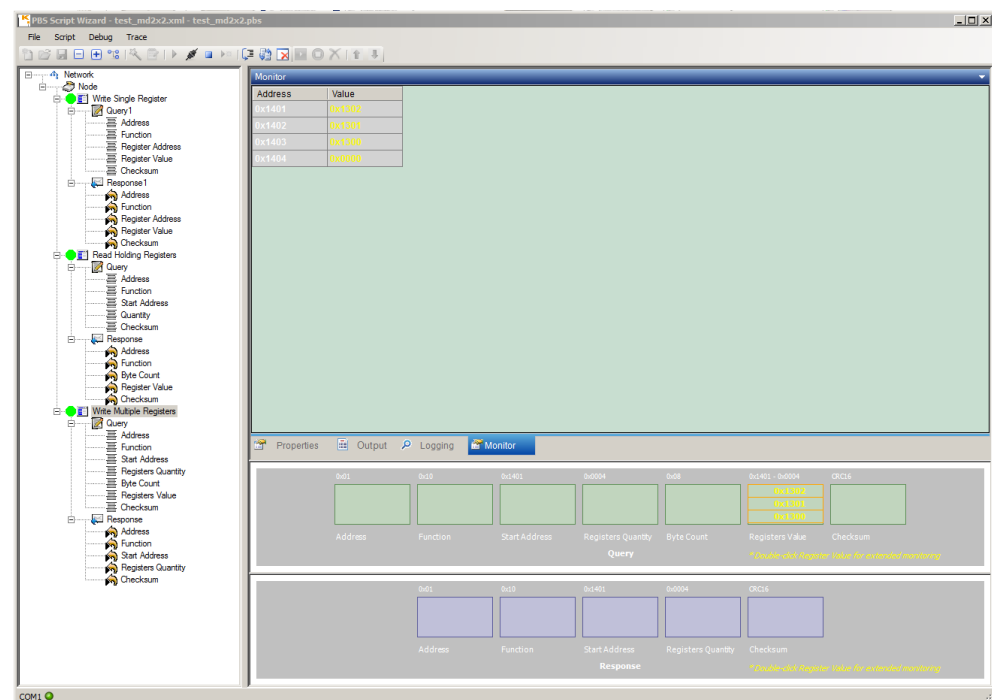 PBS Script Wizard - test_md2x2.xml - test_md2x2.pbs
File Script Debug Trace
Network
Node
Write Single Register
Query1
Address
Function
Register Address
Register Value
Checksum
Response1
Address
Function
Register Address
Register Value
Checksum
Read Holding Registers
Query
Address
Function
Start Address
Quantity
Checksum
Response
Address
Function
Byte Count
Register Value
Checksum
Write Multiple Registers
Query
Address
Function
Start Address
Registers Quantity
Byte Count
Registers Value
Checksum
Response
Address
Function
Start Address
Registers Quantity
Checksum
Monitor
Address Value
0x1401 0x1302
0x1402 0x1301
0x1403 0x1300
0x1404 0x0000
Properties Output Logging Monitor
0x01 0x10 0x1401 0x0004 0x08 0x1401 - 0x0004 CRC16
0x1302
0x1301
0x1300
Address Function Start Address Registers Quantity Byte Count Registers Value Checksum
Query
* Double-click Register Value for extended monitoring
0x01 0x10 0x1401 0x0004 CRC16
Address Function Start Address Registers Quantity Checksum
Response
* Double-click Register Value for extended monitoring
COM1